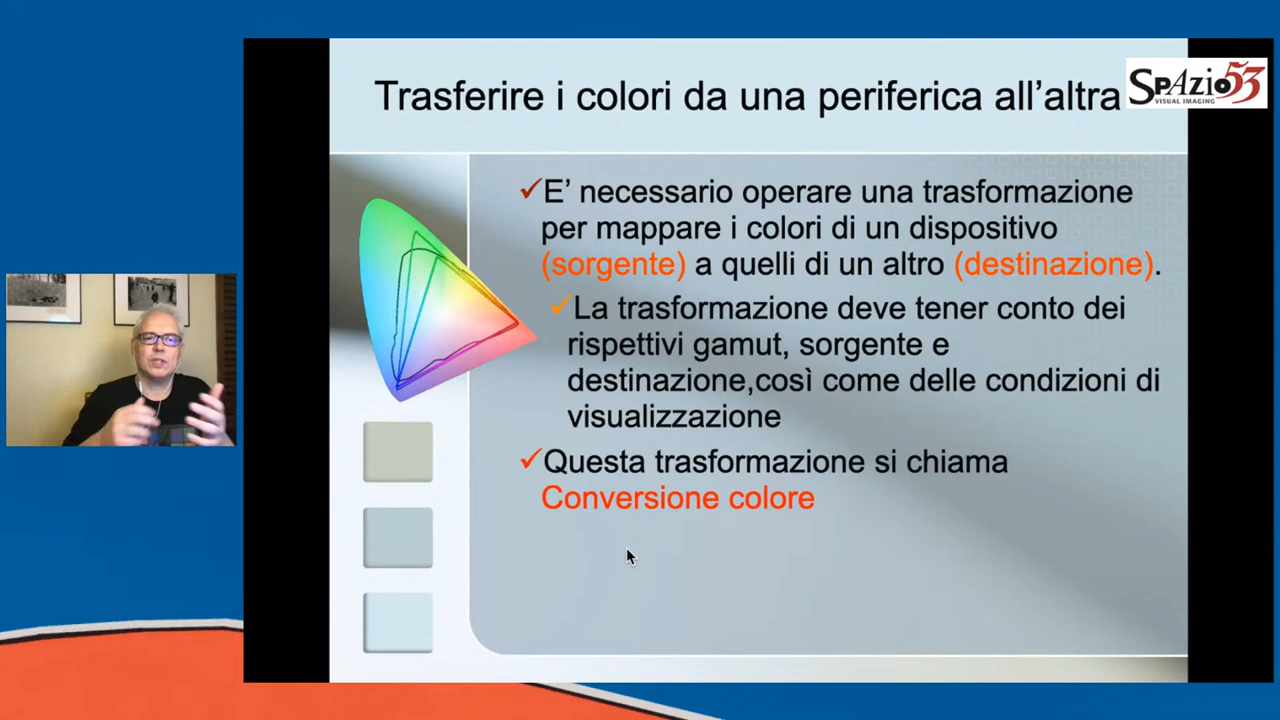 Trasferire i colori da una periferica all'altra
SPAZIO53
VISUAL IMAGING
E' necessario operare una trasformazione
per mappare i colori di un dispositivo
(sorgente) a quelli di un altro (destinazione).
La trasformazione deve tener conto dei
rispettivi gamut, sorgente e
destinazione,così come delle condizioni di
visualizzazione
Questa trasformazione si chiama
Conversione colore